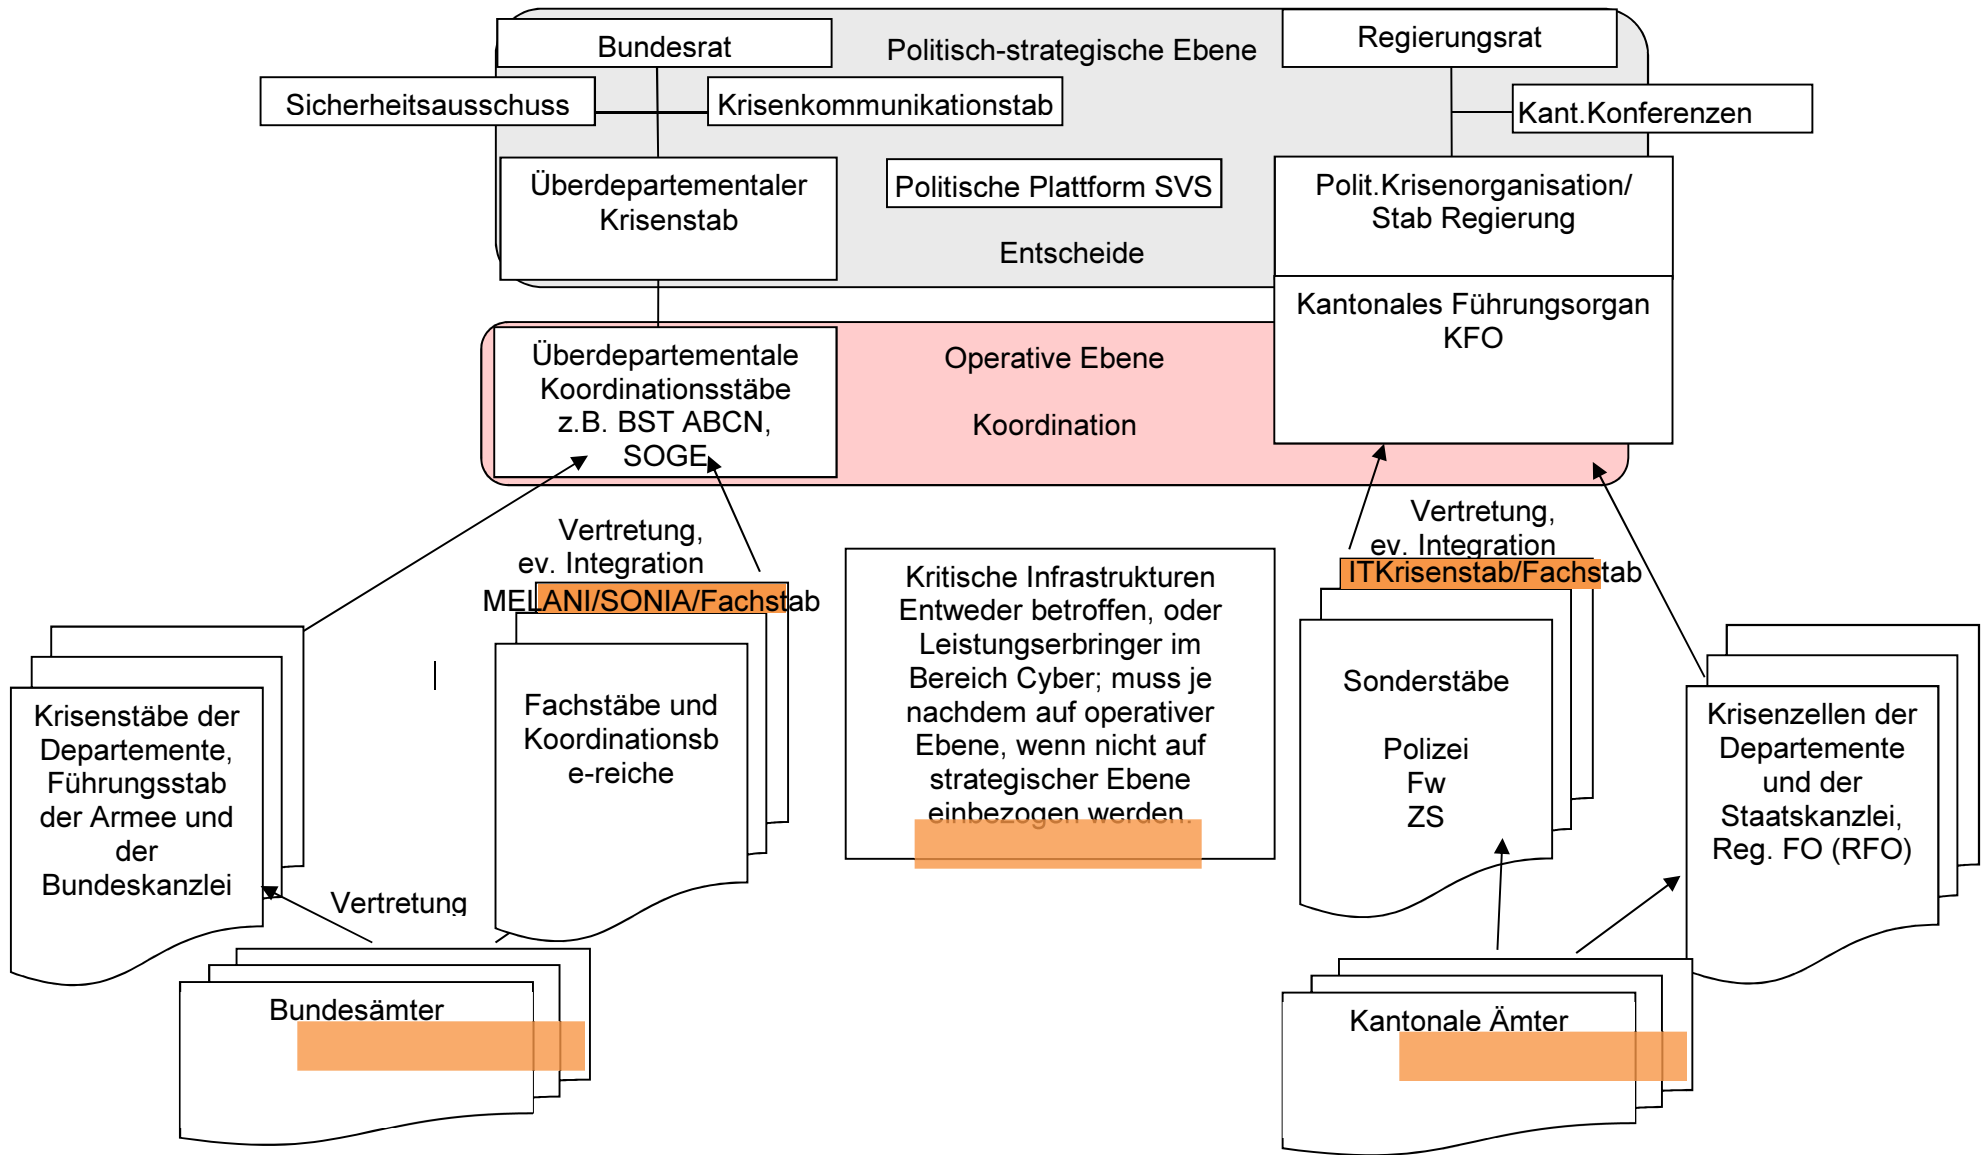 Bundesrat
Politisch-strategische Ebene
Regierungsrat
Sicherheitsausschuss
Krisenkommunikationstab
Kant.Konferenzen
Überdepartementaler
Krisenstab
Politische Plattform SVS
Entscheide
Polit.Krisenorganisation/
Stab Regierung
Kantonales Führungsorgan
KFO
Überdepartementale
Koordinationsstäbe
z.B. BST ABCN,
SOGE
Operative Ebene
Koordination
Vertretung,
ev. Integration
MELANI/SONIA/Fachstab
Vertretung,
ev. Integration
ITKrisenstab/Fachstab
Krisenstäbe der
Departemente,
Führungsstab
der Armee und
der
Bundeskanzlei
Fachstäbe und
Koordinationsb
e-reiche
Kritische Infrastrukturen
Entweder betroffen, oder
Leistungserbringer im
Bereich Cyber; muss je
nachdem auf operativer
Ebene, wenn nicht auf
strategischer Ebene
einbezogen werden.
Sonderstäbe
Polizei
Fw
ZS
Krisenzellen der
Departemente
und der
Staatskanzlei,
Reg. FO (RFO)
Vertretung
Bundesämter
Kantonale Ämter